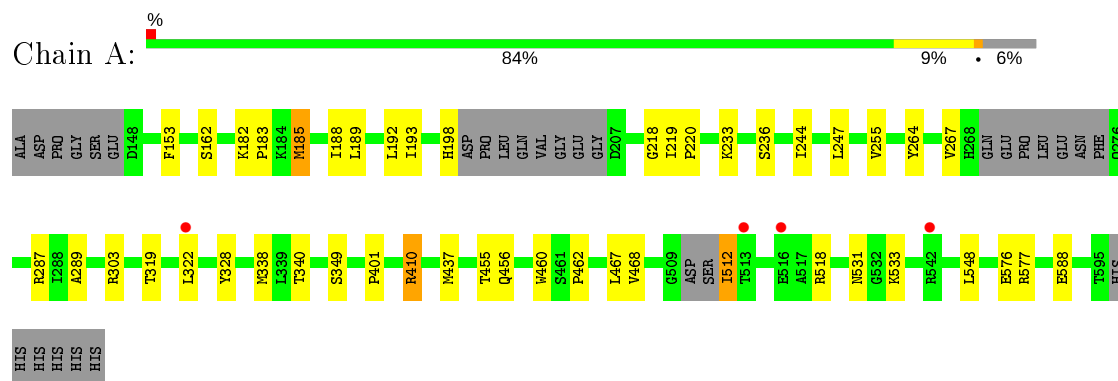 %
Chain A:
84% 9% • 6%
ALA ASP PRO GLY SER GLU D148 F153 S162 K182 P183 K184 M185 I188 L189 L192 I193 H198 ASP PRO LEU GLN VAL GLY GLU GLY D207 G218 I219 P220 K233 S236 I244 L247 V255 Y264 V267 H268 GLN GLU PRO LEU GLU ASN PHE Q276
R287 I288 A289 R303 T319 L322 Y328 M338 L339 T340 S349 P401 R410 M437 T455 Q456 W460 S461 P462 L467 V468 G509 ASP SER I512 T513 E516 A517 R518 N531 G532 K533 R542 L548 E576 R577 E588 T595 HIS
HIS HIS HIS HIS HIS